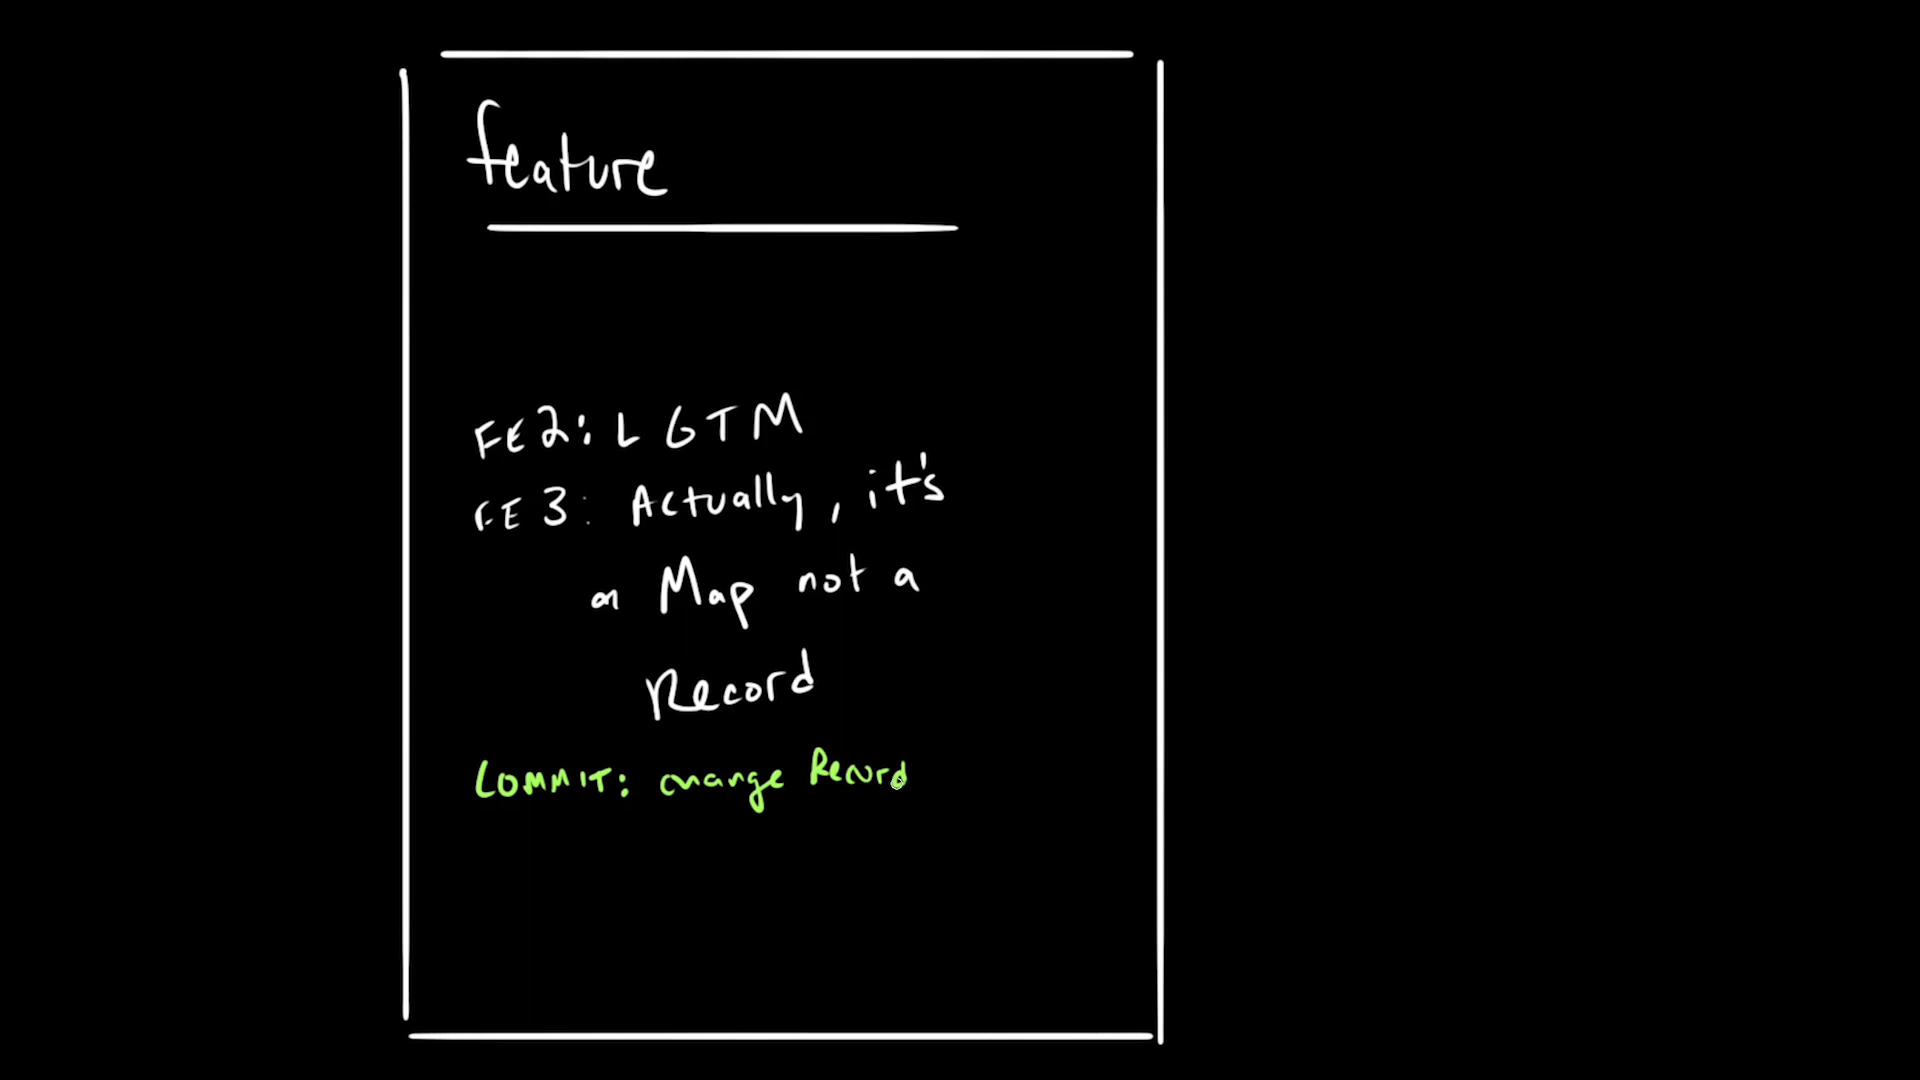 feature
FE2: LGTM
FE3: Actually, it's
a Map not a
Record
COMMIT: change Record